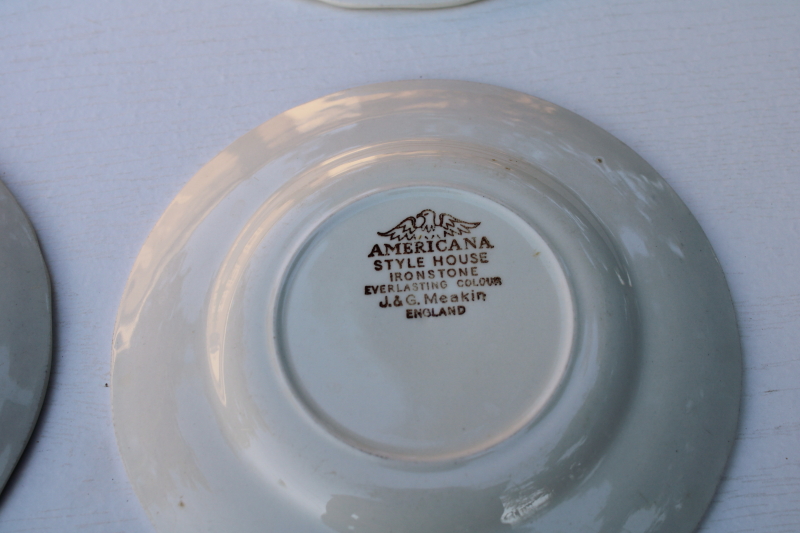 AMERICANA
STYLE HOUSE
IRONSTONE
EVERLASTING COLOUR
J.&G. Meakin
ENGLAND